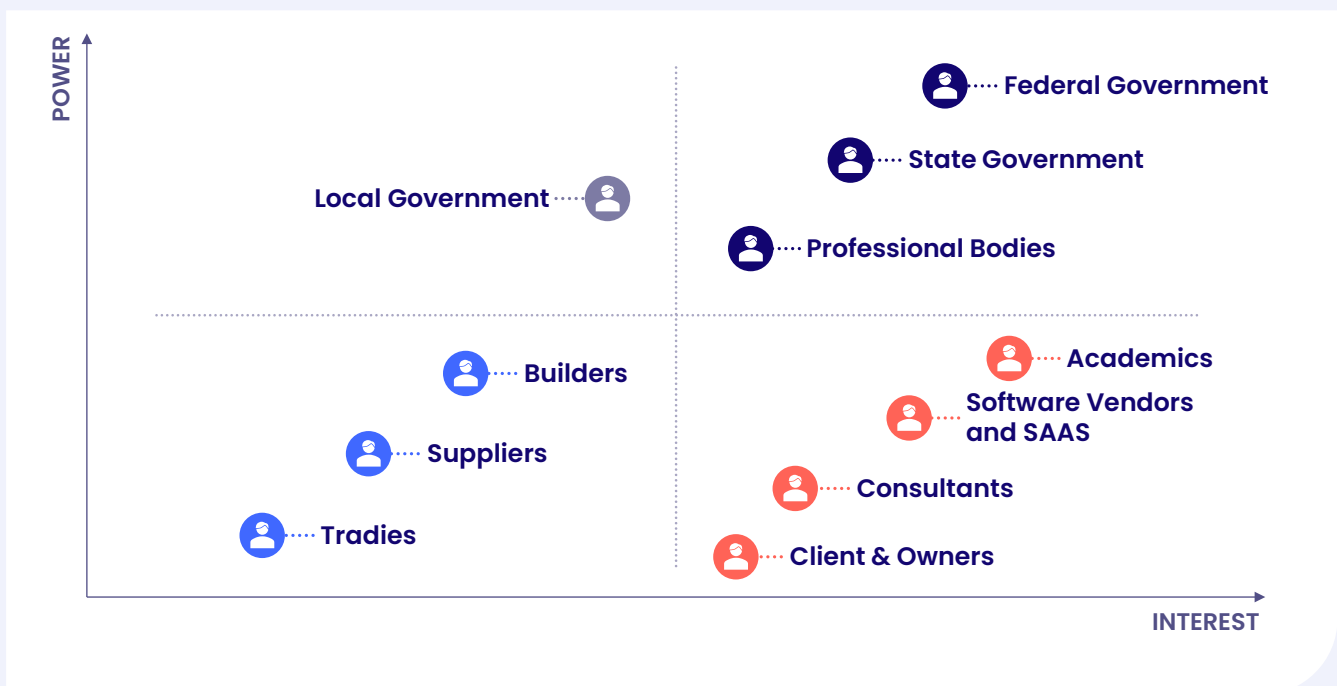 POWER
Federal Government
State Government
Local Government
Professional Bodies
Academics
Builders
Software Vendors
and SAAS
Suppliers
Consultants
Tradies
Client & Owners
INTEREST